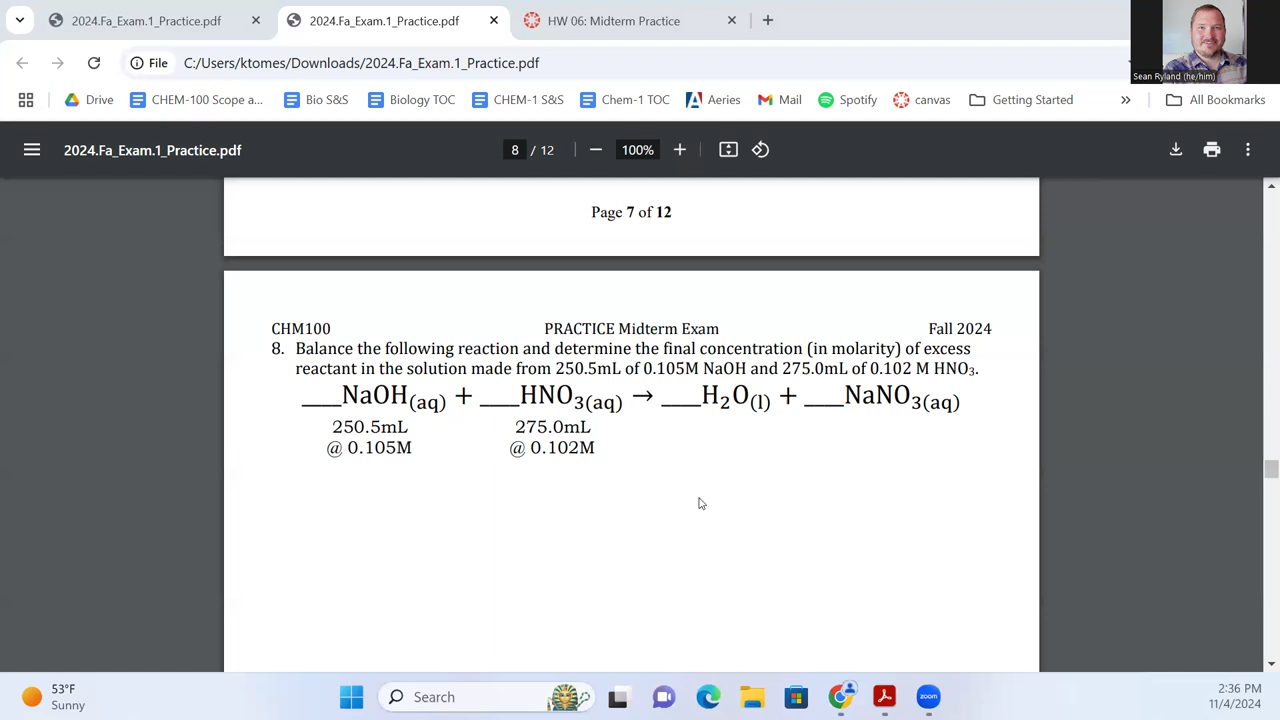 2024.Fa_Exam.1_Practice.pdf
2024.Fa_Exam.1_Practice.pdf
HW 06: Midterm Practice
File
C:/Users/ktomes/Downloads/2024.Fa_Exam.1_Practice.pdf
Sean Ryland (he/him)
Drive
CHEM-100 Scope a...
Bio S&S
Biology TOC
CHEM-1 S&S
Chem-1 TOC
Aeries
Mail
Spotify
canvas
Getting Started
All Bookmarks
2024.Fa_Exam.1_Practice.pdf
8 / 12
100%
Page 7 of 12
CHM100 PRACTICE Midterm Exam Fall 2024
8. Balance the following reaction and determine the final concentration (in molarity) of excess
reactant in the solution made from 250.5mL of 0.105M NaOH and 275.0mL of 0.102 M HNO₃.
___NaOH(aq) + ___HNO₃(aq) → ___H₂O(l) + ___NaNO₃(aq)
250.5mL 275.0mL
@ 0.105M @ 0.102M
53°F
Sunny
Search
zoom
2:36 PM
11/4/2024